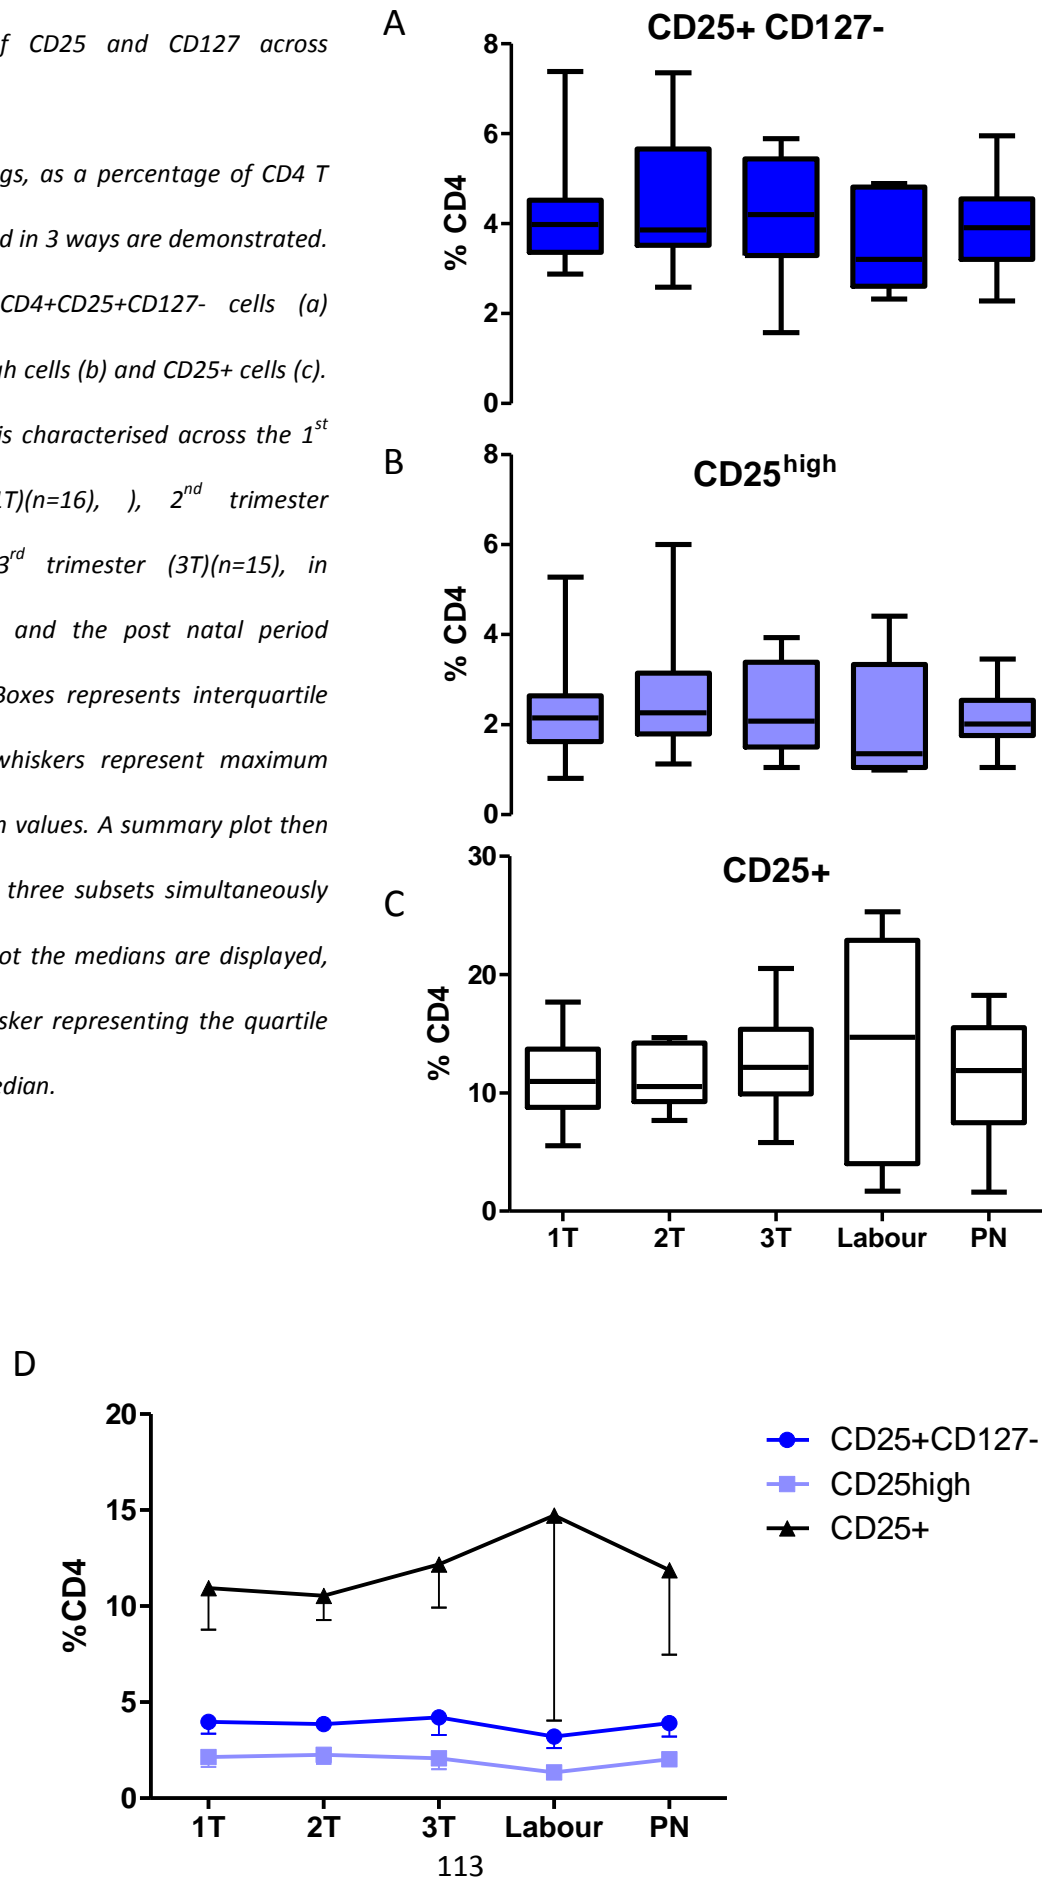 of CD25 and CD127 across
gs, as a percentage of CD4 T
d in 3 ways are demonstrated.
CD4+CD25+CD127- cells (a)
gh cells (b) and CD25+ cells (c).
is characterised across the 1st
1T)(n=16), ), 2nd trimester
3rd trimester (3T)(n=15), in
and the post natal period
Boxes represents interquartile
whiskers represent maximum
n values. A summary plot then
three subsets simultaneously
ot the medians are displayed,
sker representing the quartile
edian.
A
CD25+ CD127-
% CD4
8
6
4
2
0
B
CD25high
% CD4
8
6
4
2
0
C
CD25+
% CD4
30
20
10
0
1T 2T 3T Labour PN
D
%CD4
20
15
10
5
0
1T 2T 3T Labour PN
CD25+CD127-
CD25high
CD25+
113